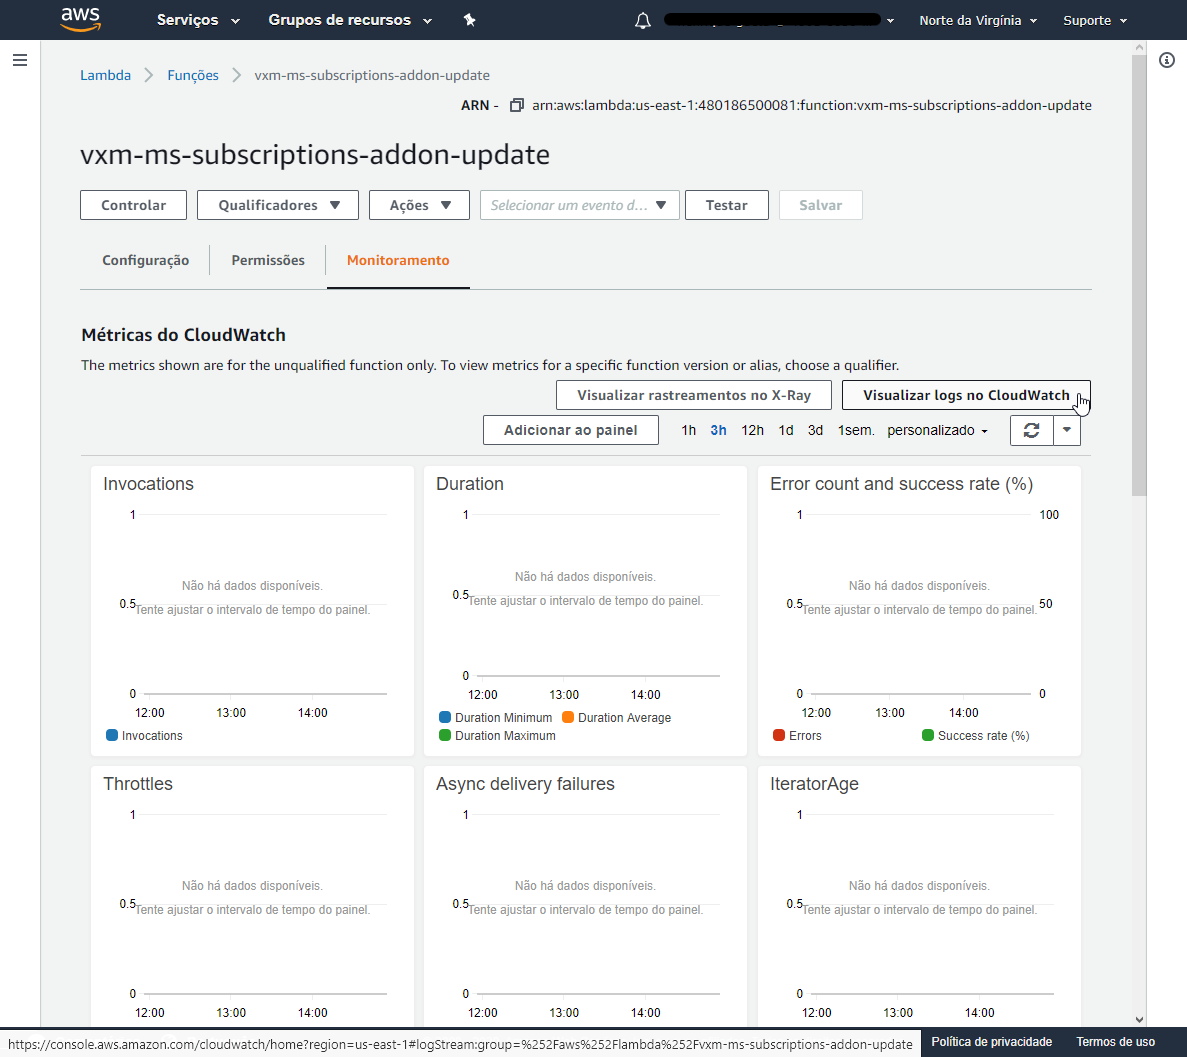 aws Serviços Grupos de recursos Norte da Virgínia Suporte
Lambda Funções vxm-ms-subscriptions-addon-update
ARN - arn:aws:lambda:us-east-1:480186500081:function:vxm-ms-subscriptions-addon-update
vxm-ms-subscriptions-addon-update
Controlar Qualificadores Ações Selecionar um evento d... Testar Salvar
Configuração Permissões Monitoramento
Métricas do CloudWatch
The metrics shown are for the unqualified function only. To view metrics for a specific function version or alias, choose a qualifier.
Visualizar rastreamentos no X-Ray Visualizar logs no CloudWatch
Adicionar ao painel 1h 3h 12h 1d 3d 1sem. personalizado
Invocations
1
Não há dados disponíveis.
0.5
Tente ajustar o intervalo de tempo do painel.
0
12:00 13:00 14:00
Invocations
Duration
1
Não há dados disponíveis.
0.5
Tente ajustar o intervalo de tempo do painel.
0
12:00 13:00 14:00
Duration Minimum Duration Average
Duration Maximum
Error count and success rate (%)
1 100
Não há dados disponíveis.
0.5 50
Tente ajustar o intervalo de tempo do painel.
0 0
12:00 13:00 14:00
Errors Success rate (%)
Throttles
1
Não há dados disponíveis.
0.5
Tente ajustar o intervalo de tempo do painel.
0
12:00 13:00 14:00
Async delivery failures
1
Não há dados disponíveis.
0.5
Tente ajustar o intervalo de tempo do painel.
0
12:00 13:00 14:00
IteratorAge
1
Não há dados disponíveis.
0.5
Tente ajustar o intervalo de tempo do painel.
0
12:00 13:00 14:00
https://console.aws.amazon.com/cloudwatch/home?region=us-east-1#logStream:group=%252Faws%252Flambda%252Fvxm-ms-subscriptions-addon-update Política de privacidade Termos de uso